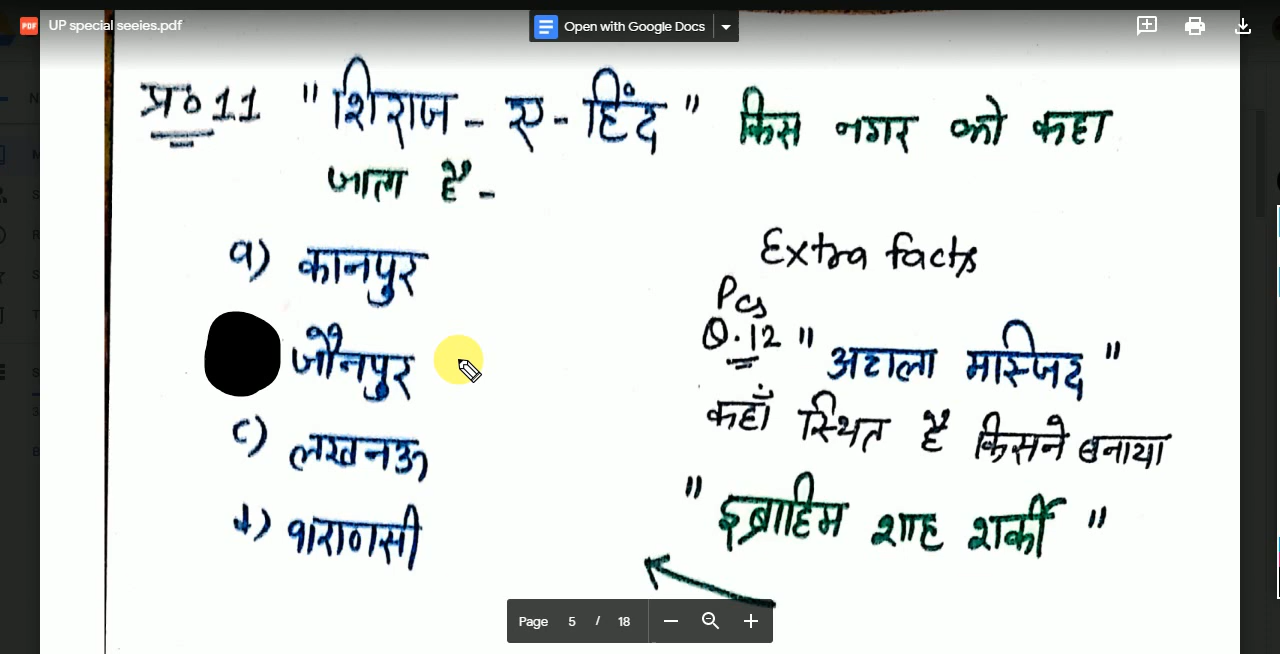 UP special seeies.pdf
Open with Google Docs
प्र०11 "शिराज-ए-हिंद" किस नगर को कहा
जाता है -
a) कानपुर
जौनपुर
c) लखनऊ
d) वाराणसी
Extra facts
Pcs
Q.12 "अटाला मस्जिद"
कहाँ स्थित है किसने बनाया
"इब्राहिम शाह शर्की"
Page 5 / 18